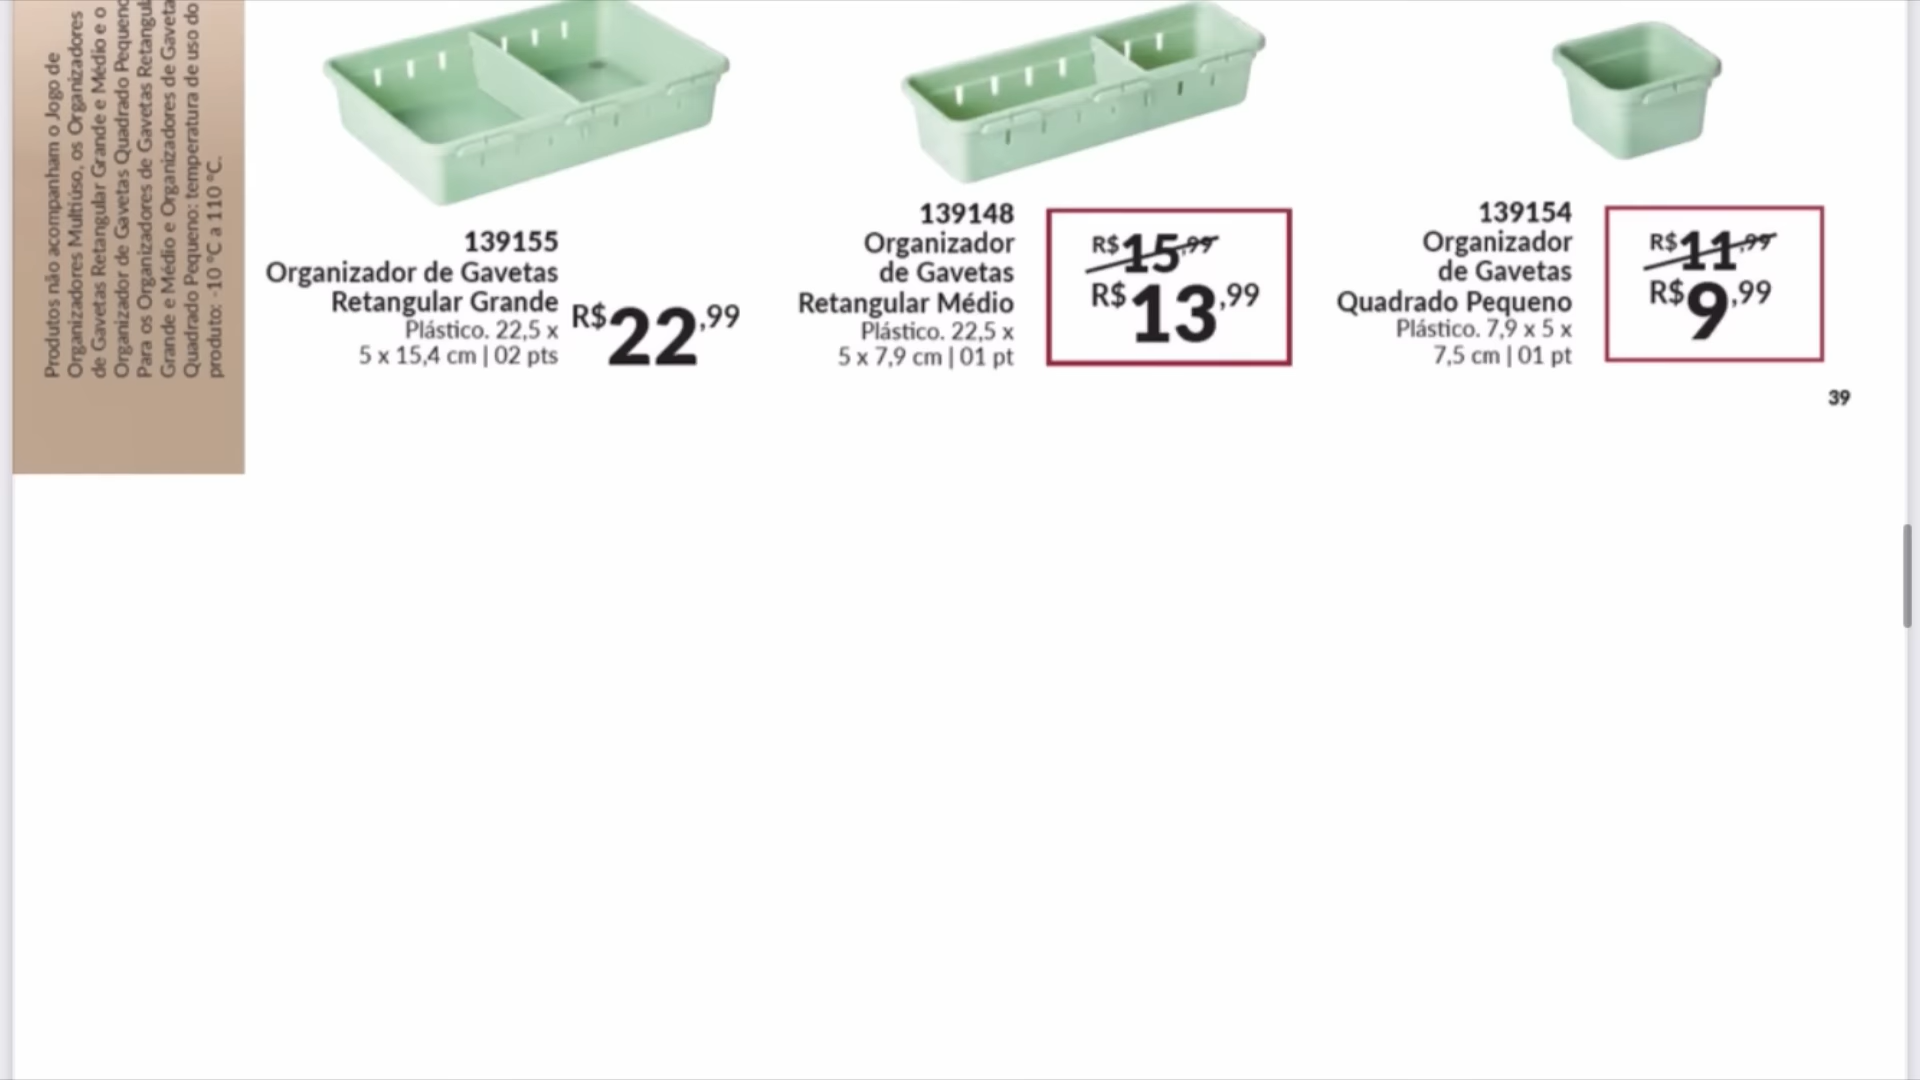 Produtos não acompanham o Jogo de
Organizadores Multiúso, os Organizadores
de Gavetas Retangular Grande e Médio e o
Organizador de Gavetas Quadrado Pequeno
Para os Organizadores de Gavetas
Grande e Médio e Organizadores de
Quadrado Pequeno: temperatura de uso do
produto: -10 °C a 110 °C.
139155
Organizador de Gavetas
Retangular Grande
Plástico. 22,5 x
5 x 15,4 cm | 02 pts
R$22,99
139148
Organizador
de Gavetas
Retangular Médio
Plástico. 22,5 x
5 x 7,9 cm | 01 pt
R$15,99
R$13,99
139154
Organizador
de Gavetas
Quadrado Pequeno
Plástico. 7,9 x 5 x
7,5 cm | 01 pt
R$11,99
R$9,99
39